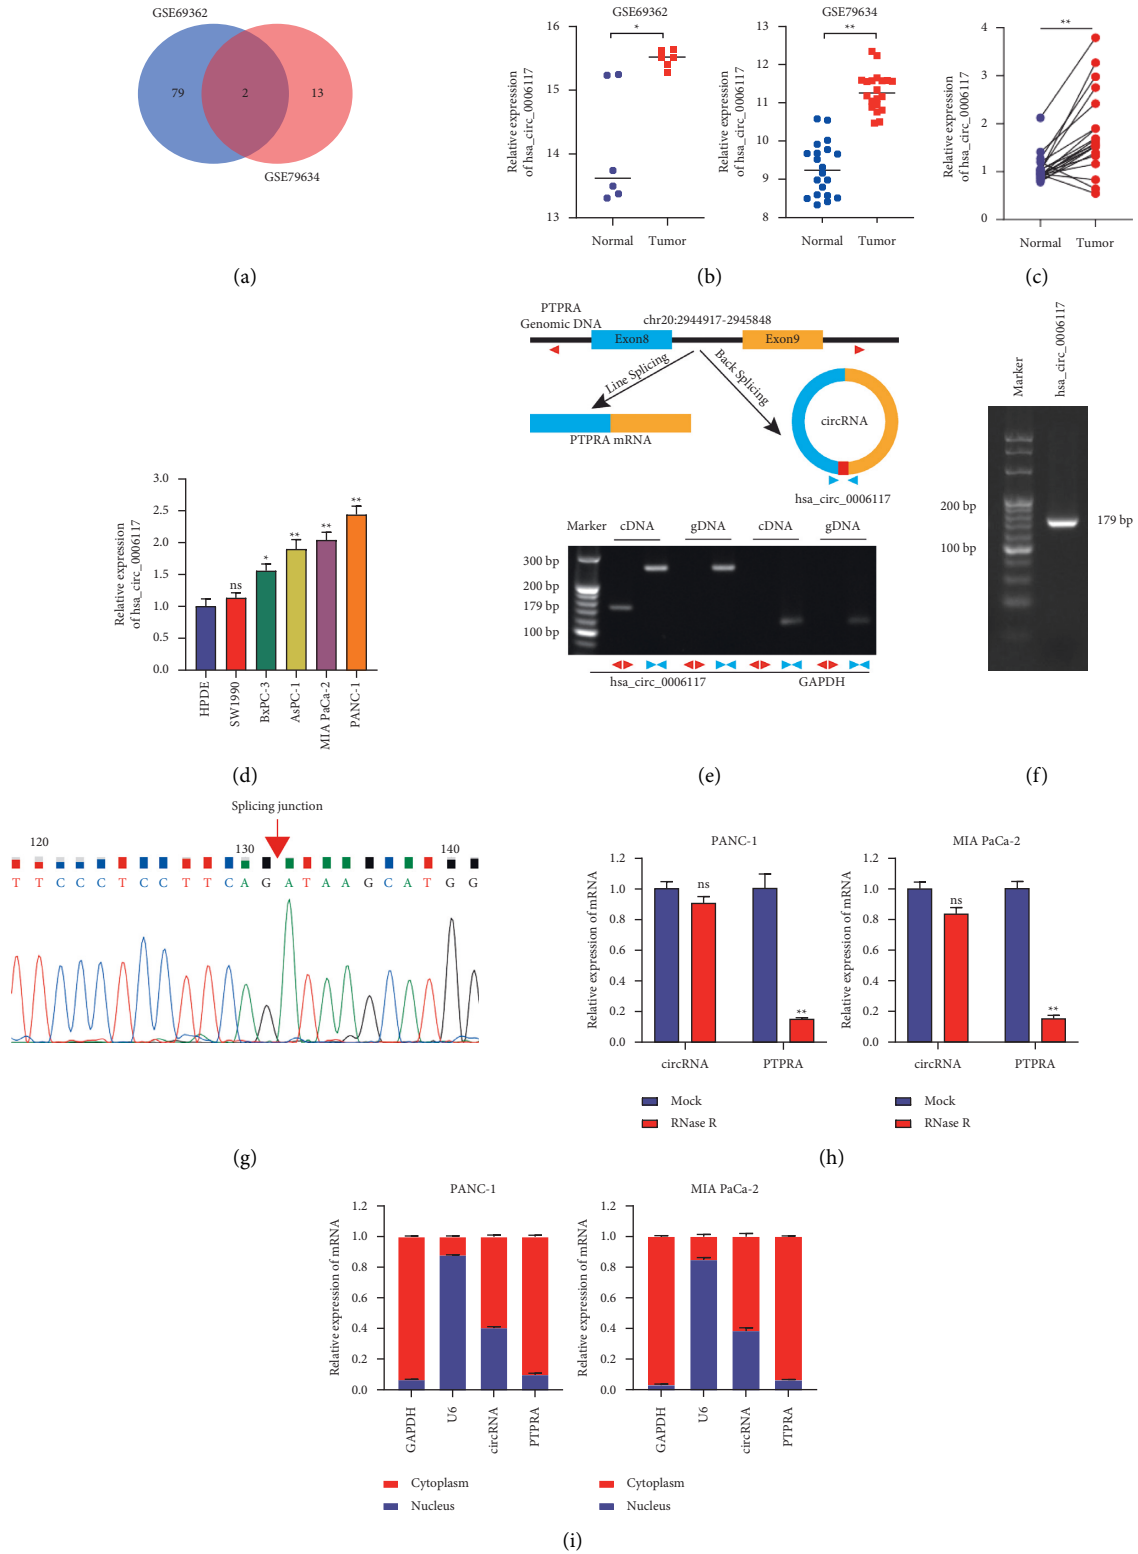 GSE69362
79
2
13
GSE79634
(a)
GSE69362
Relative expression
of hsa_circ_0006117
16
15
14
13
*
Normal Tumor
GSE79634
Relative expression
of hsa_circ_0006117
13
12
11
10
9
8
**
Normal Tumor
(b)
Relative expression
of hsa_circ_0006117
4
3
2
1
0
**
Normal Tumor
(c)
Relative expression
of hsa_circ_0006117
3.0
2.5
2.0
1.5
1.0
0.5
0.0
ns
*
**
**
**
HPDE
SW1990
BxPC-3
AsPC-1
MIA PaCa-2
PANC-1
(d)
PTPRA
Genomic DNA
chr20:2944917-2945848
Exon8
Exon9
Line Splicing
Back Splicing
PTPRA mRNA
circRNA
hsa_circ_0006117
Marker cDNA gDNA cDNA gDNA
300 bp
200 bp
179 bp
100 bp
hsa_circ_0006117 GAPDH
(e)
Marker
hsa_circ_0006117
200 bp
100 bp
179 bp
(f)
Splicing junction
120 130 140
T T C C C T C C T T C A G A T A A G C A T G G
(g)
PANC-1
Relative expression of mRNA
1.2
1.0
0.8
0.6
0.4
0.2
0.0
ns
**
circRNA PTPRA
Mock
RNase R
MIA PaCa-2
Relative expression of mRNA
1.2
1.0
0.8
0.6
0.4
0.2
0.0
ns
**
circRNA PTPRA
Mock
RNase R
(h)
PANC-1
Relative expression of mRNA
1.2
1.0
0.8
0.6
0.4
0.2
0.0
GAPDH
U6
circRNA
PTPRA
Cytoplasm
Nucleus
MIA PaCa-2
Relative expression of mRNA
1.2
1.0
0.8
0.6
0.4
0.2
0.0
GAPDH
U6
circRNA
PTPRA
Cytoplasm
Nucleus
(i)